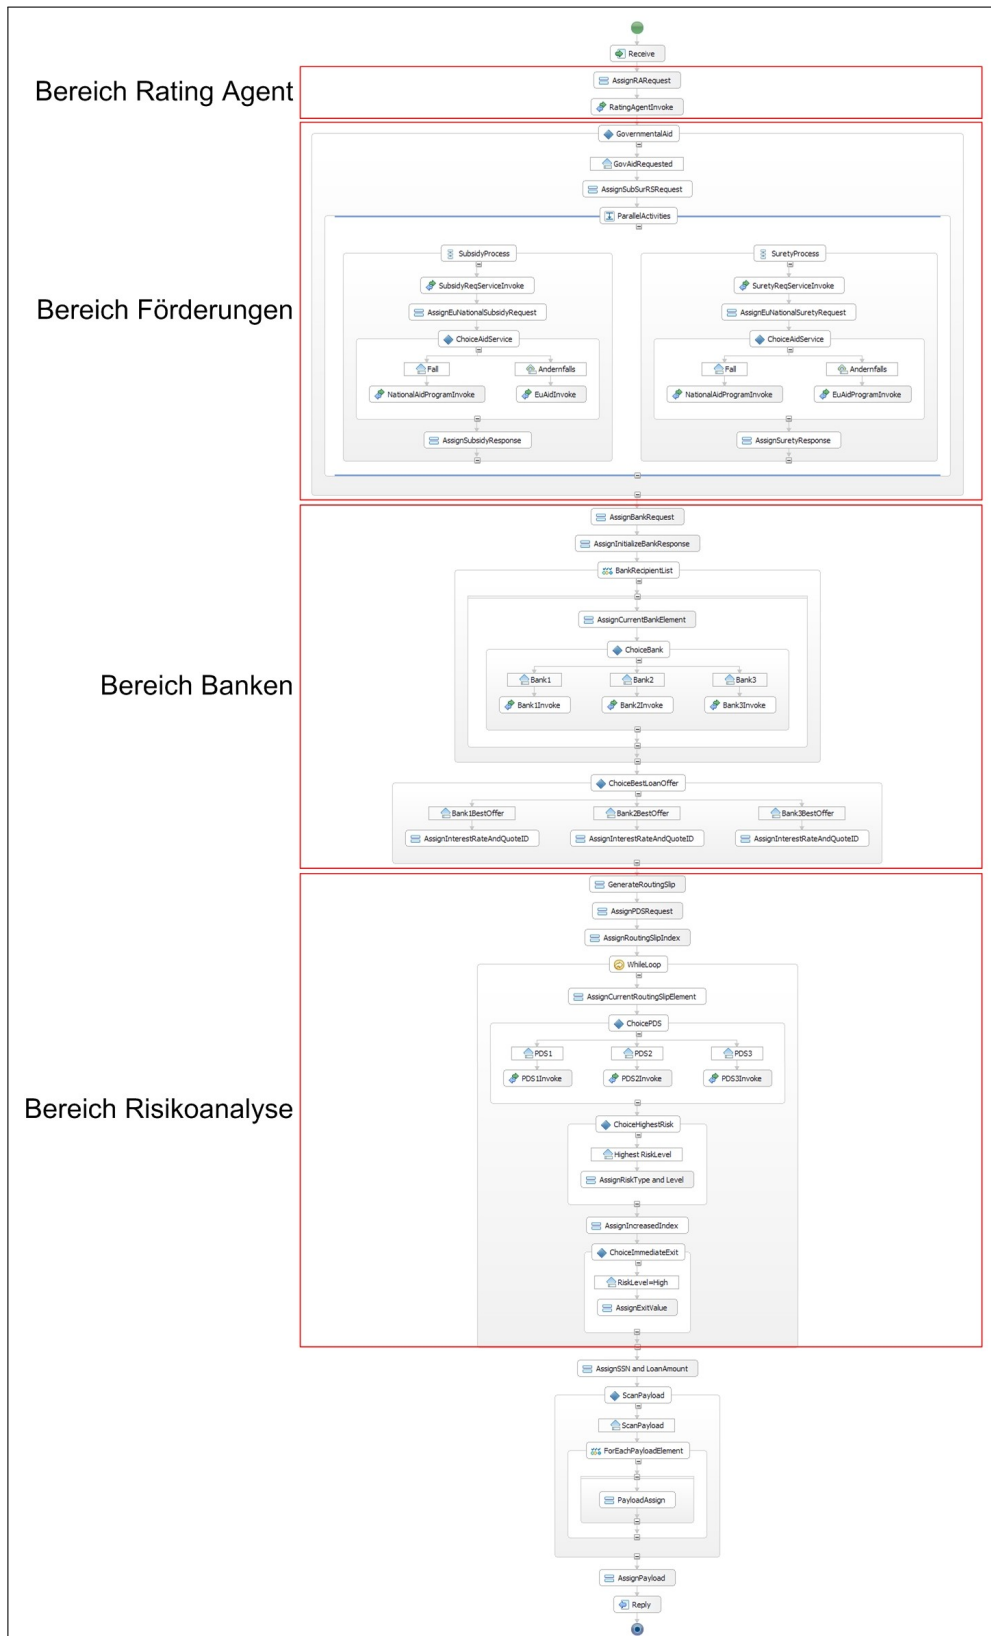 Receive
Bereich Rating Agent
AssignRARequest
RatingAgentInvoke
GovernmentalAid
GovAidRequested
AssignSubSurRSRequest
ParallelActivities
Bereich Förderungen
SubsidyProcess SuretyProcess
SubsidyReqServiceInvoke SuretyReqServiceInvoke
AssignEuNationalSubsidyRequest AssignEuNationalSuretyRequest
ChoiceAidService ChoiceAidService
Fall Andernfalls Fall Andernfalls
NationalAidProgramInvoke EuAidInvoke NationalAidProgramInvoke EuAidProgramInvoke
AssignSubsidyResponse AssignSuretyResponse
AssignBankRequest
AssignInitializeBankResponse
BankRecipientList
AssignCurrentBankElement
ChoiceBank
Bereich Banken
Bank1 Bank2 Bank3
Bank1Invoke Bank2Invoke Bank3Invoke
ChoiceBestLoanOffer
Bank1BestOffer Bank2BestOffer Bank3BestOffer
AssignInterestRateAndQuoteID AssignInterestRateAndQuoteID AssignInterestRateAndQuoteID
GenerateRoutingSlip
AssignPDSRequest
AssignRoutingSlipIndex
WhileLoop
AssignCurrentRoutingSlipElement
ChoicePDS
PDS1 PDS2 PDS3
PDS1Invoke PDS2Invoke PDS3Invoke
Bereich Risikoanalyse
ChoiceHighestRisk
Highest RiskLevel
AssignRiskType and Level
AssignIncreasedIndex
ChoiceImmediateExit
RiskLevel=High
AssignExitValue
AssignSSN and LoanAmount
ScanPayload
ScanPayload
ForEachPayloadElement
PayloadAssign
AssignPayload
Reply